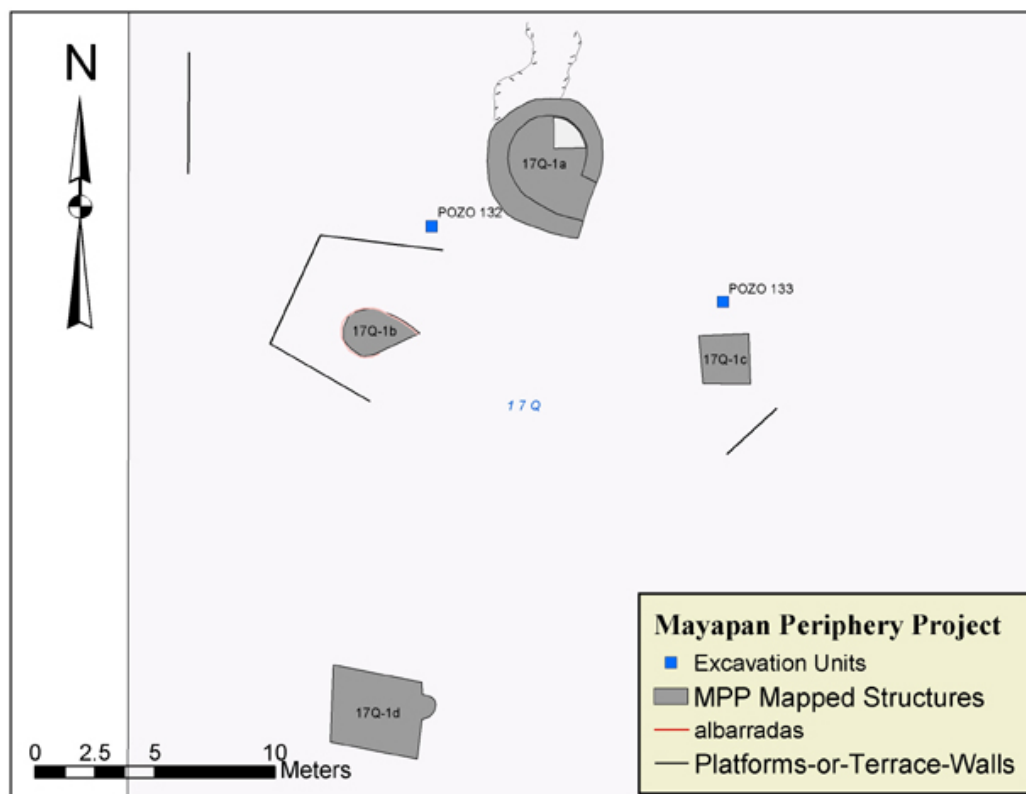 N
17Q-1a
POZO 132
POZO 133
17Q-1b
17Q-1c
17Q
17Q-1d
0 2.5 5 10
Meters
Mayapan Periphery Project
Excavation Units
MPP Mapped Structures
albarradas
Platforms-or-Terrace-Walls